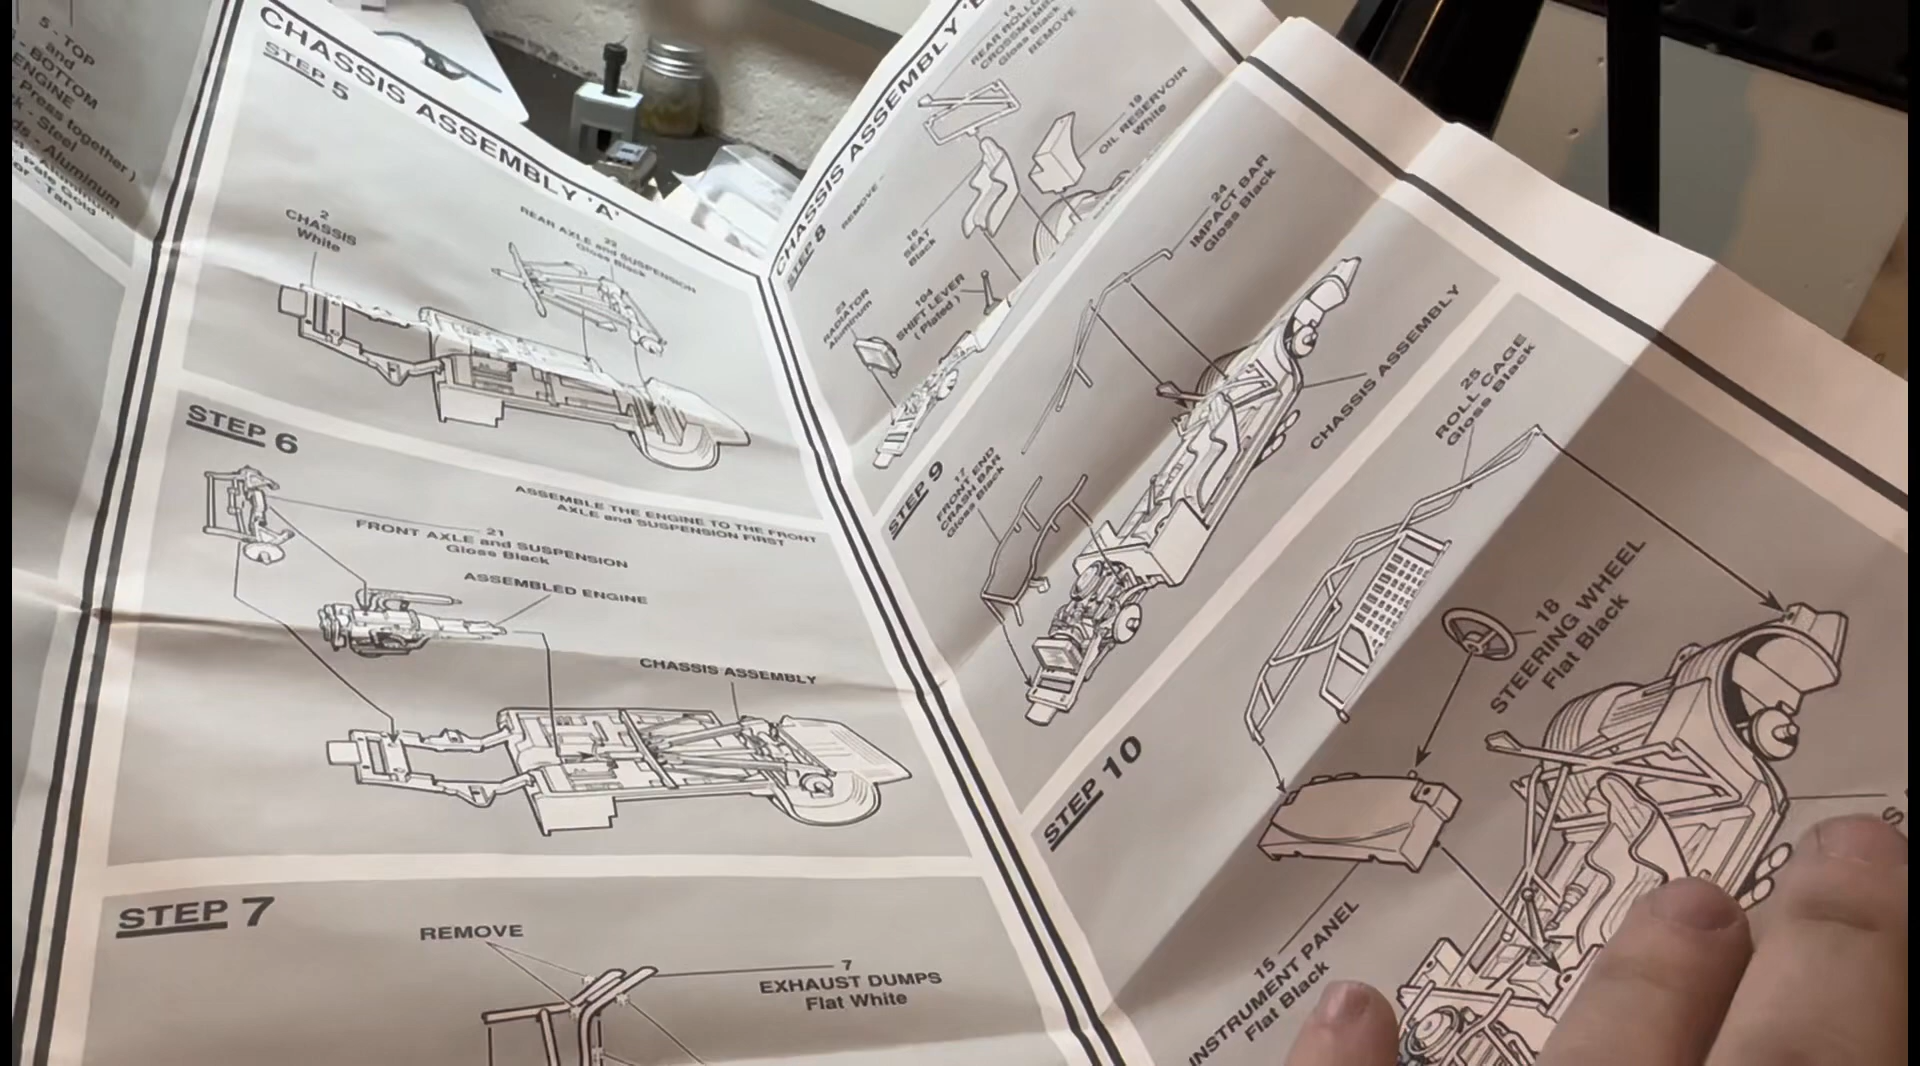 5 - TOP
and
- BOTTOM
ENGINE
Press together )
- Steel
- Aluminum
CHASSIS ASSEMBLY 'A'
STEP 5
2
CHASSIS
White
22
REAR AXLE and SUSPENSION
Gloss Black
STEP 6
ASSEMBLE THE ENGINE TO THE FRONT
AXLE and SUSPENSION FIRST
21
FRONT AXLE and SUSPENSION
Gloss Black
ASSEMBLED ENGINE
CHASSIS ASSEMBLY
STEP 7
REMOVE
7
EXHAUST DUMPS
Flat White
CHASSIS ASSEMBLY
STEP 8
REMOVE
14
Gloss Black
REMOVE
19
OIL RESERVOIR
White
SEAT
Black
104
SHIFT LEVER
( Plated )
23
RADIATOR
Aluminum
STEP 9
24
IMPACT BAR
Gloss Black
17
FRONT END
CRASH BAR
Gloss Black
CHASSIS ASSEMBLY
STEP 10
25
ROLL CAGE
Gloss Black
18
STEERING WHEEL
Flat Black
15
INSTRUMENT PANEL
Flat Black